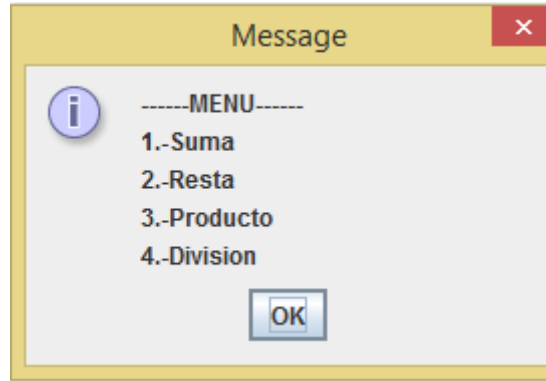 Message
------MENU------
1.-Suma
2.-Resta
3.-Producto
4.-Division
OK